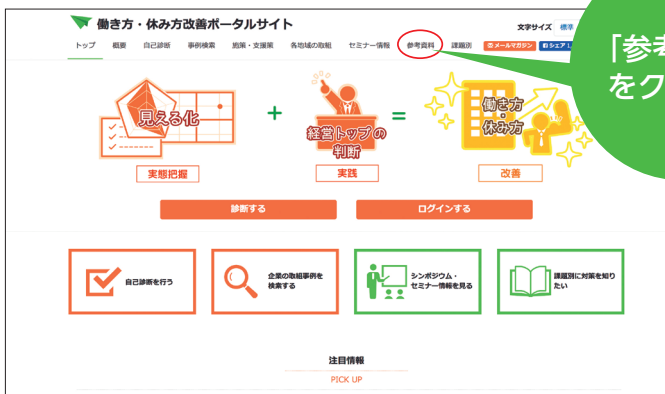 働き方・休み方改善ポータルサイト
文字サイズ 標準
トップ 概要 自己診断 事例検索 施策・支援策 各地域の取組 セミナー情報 参考資料 課題別 メールマガジン シェア
「参考
をク
見える化
+
経営トップの
判断
=
働き方
・
休み方
実態把握
実践
改善
診断する
ログインする
自己診断を行う
企業の取組事例を
検索する
シンポジウム・
セミナー情報を見る
課題別に対策を知り
たい
注目情報
PICK UP